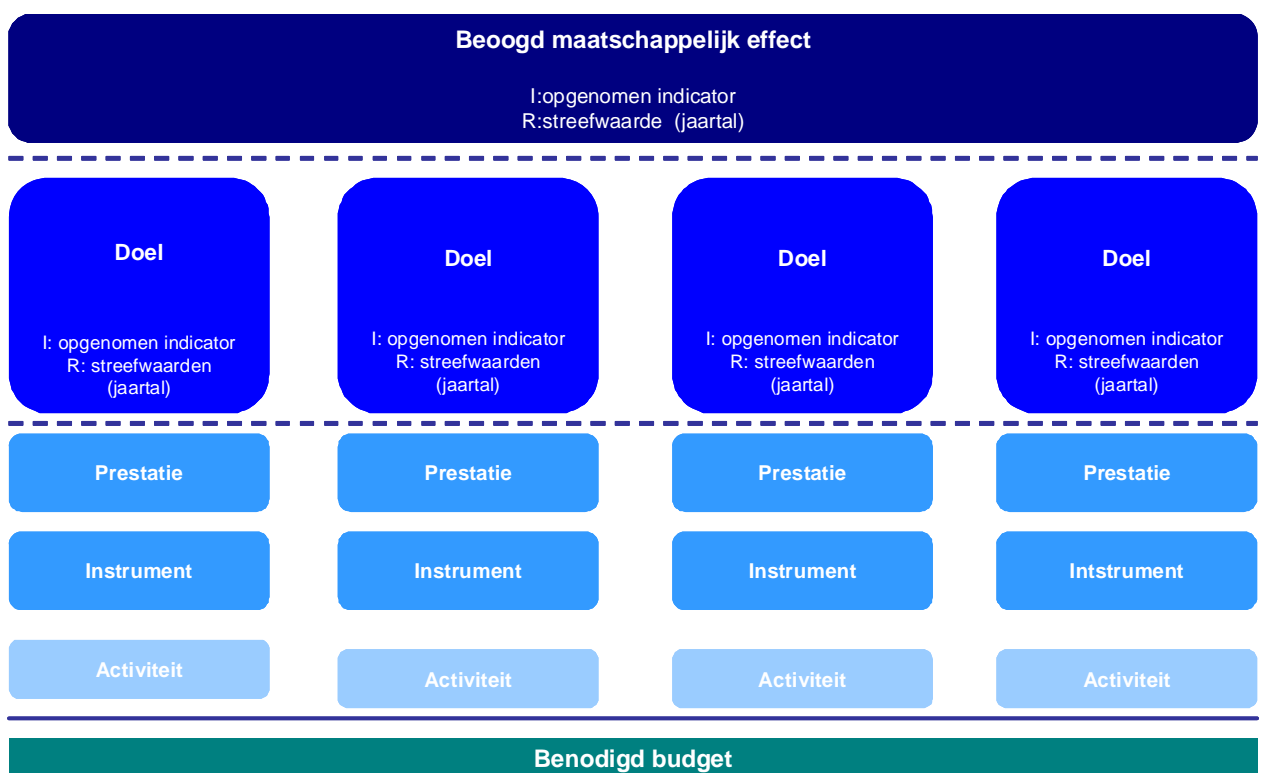 Beoogd maatschappelijk effect
I:opgenomen indicator
R:streefwaarde (jaartal)
Doel
I: opgenomen indicator
R: streefwaarden
(jaartal)
Doel
I: opgenomen indicator
R: streefwaarden
(jaartal)
Doel
I: opgenomen indicator
R: streefwaarden
(jaartal)
Doel
I: opgenomen indicator
R: streefwaarden
(jaartal)
Prestatie
Prestatie
Prestatie
Prestatie
Instrument
Instrument
Instrument
Intstrument
Activiteit
Activiteit
Activiteit
Activiteit
Benodigd budget